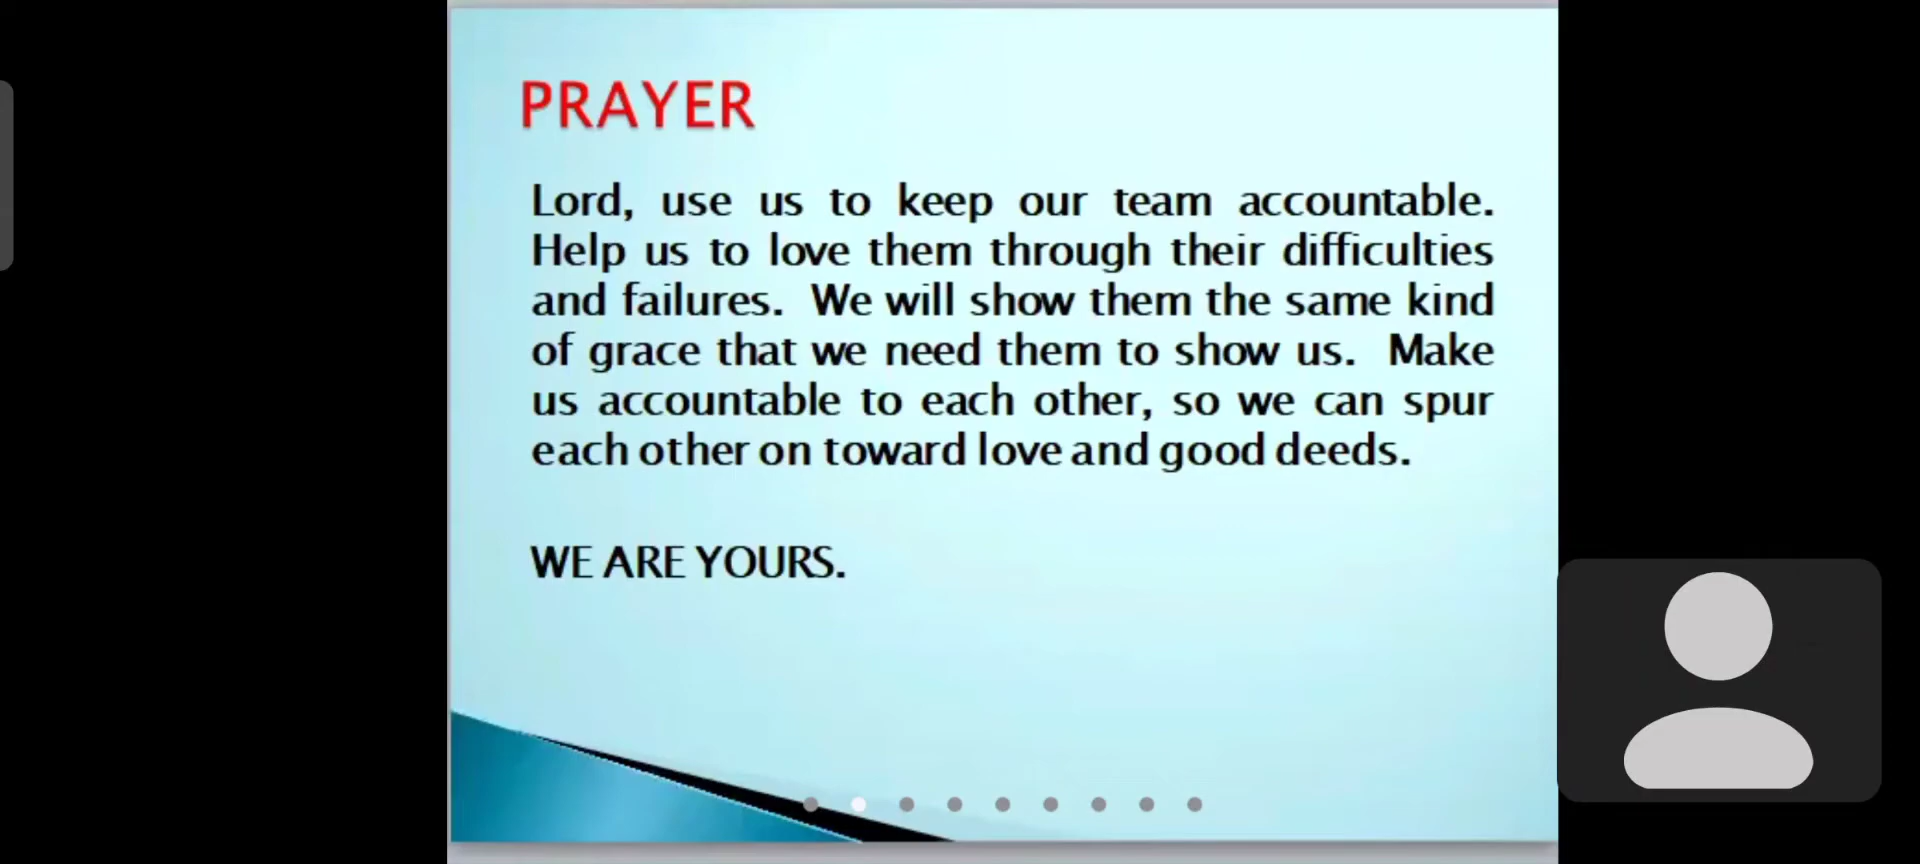 PRAYER
Lord, use us to keep our team accountable.
Help us to love them through their difficulties
and failures.  We will show them the same kind
of grace that we need them to show us.  Make
us accountable to each other, so we can spur
each other on toward love and good deeds.
WE ARE YOURS.